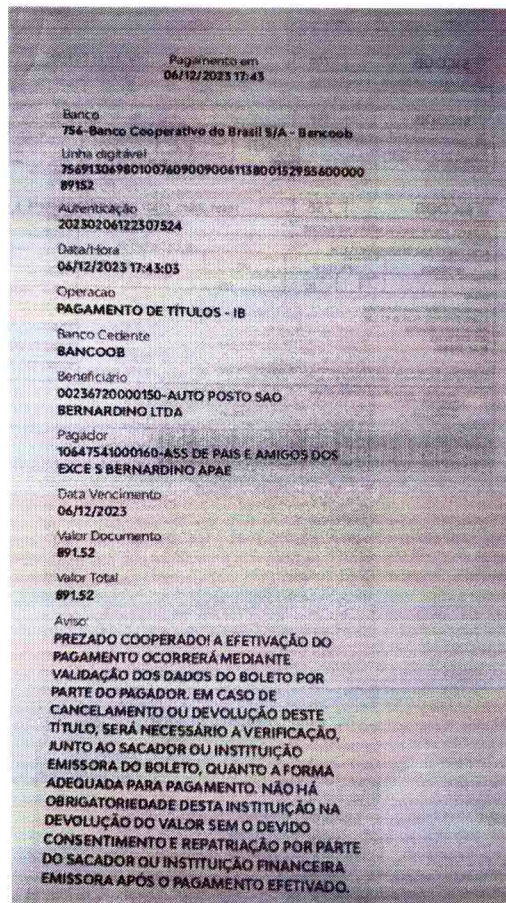 Pagamento em
06/12/2023 17:43
Banco
756-Banco Cooperativo do Brasil S/A - Bancoob
Linha digitável
75691306980100760900900611380015295560000
89152
Autenticação
20230206122307524
Data/Hora
06/12/2023 17:43:03
Operacao
PAGAMENTO DE TÍTULOS - IB
Banco Cedente
BANCOOB
Beneficiário
00236720000150-AUTO POSTO SAO
BERNARDINO LTDA
Pagador
10647541000160-ASS DE PAIS E AMIGOS DOS
EXCE S BERNARDINO APAE
Data Vencimento
06/12/2023
Valor Documento
891.52
Valor Total
891.52
Aviso:
PREZADO COOPERADO! A EFETIVAÇÃO DO
PAGAMENTO OCORRERÁ MEDIANTE
VALIDAÇÃO DOS DADOS DO BOLETO POR
PARTE DO PAGADOR. EM CASO DE
CANCELAMENTO OU DEVOLUÇÃO DESTE
TÍTULO, SERÁ NECESSÁRIO A VERIFICAÇÃO,
JUNTO AO SACADOR OU INSTITUIÇÃO
EMISSORA DO BOLETO, QUANTO A FORMA
ADEQUADA PARA PAGAMENTO. NÃO HÁ
OBRIGATORIEDADE DESTA INSTITUIÇÃO NA
DEVOLUÇÃO DO VALOR SEM O DEVIDO
CONSENTIMENTO E REPATRIAÇÃO POR PARTE
DO SACADOR OU INSTITUIÇÃO FINANCEIRA
EMISSORA APÓS O PAGAMENTO EFETIVADO.